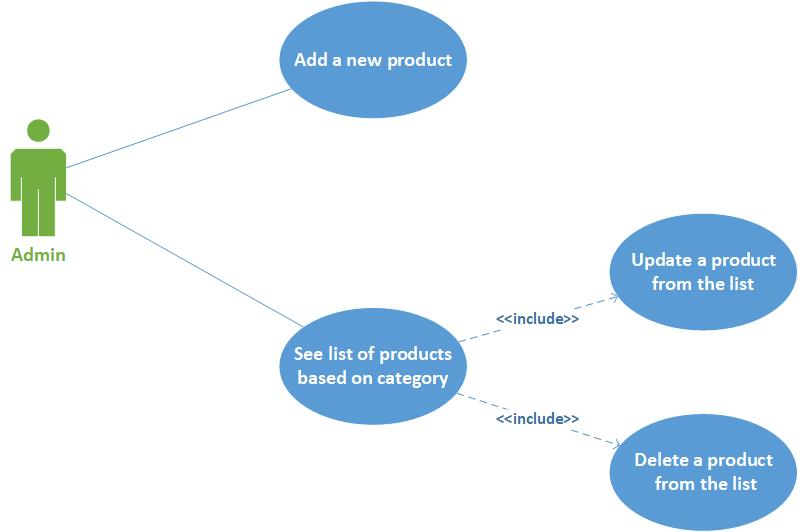 Add a new product
Admin
Update a product
from the list
<<include>>
See list of products
based on category
<<include>>
Delete a product
from the list